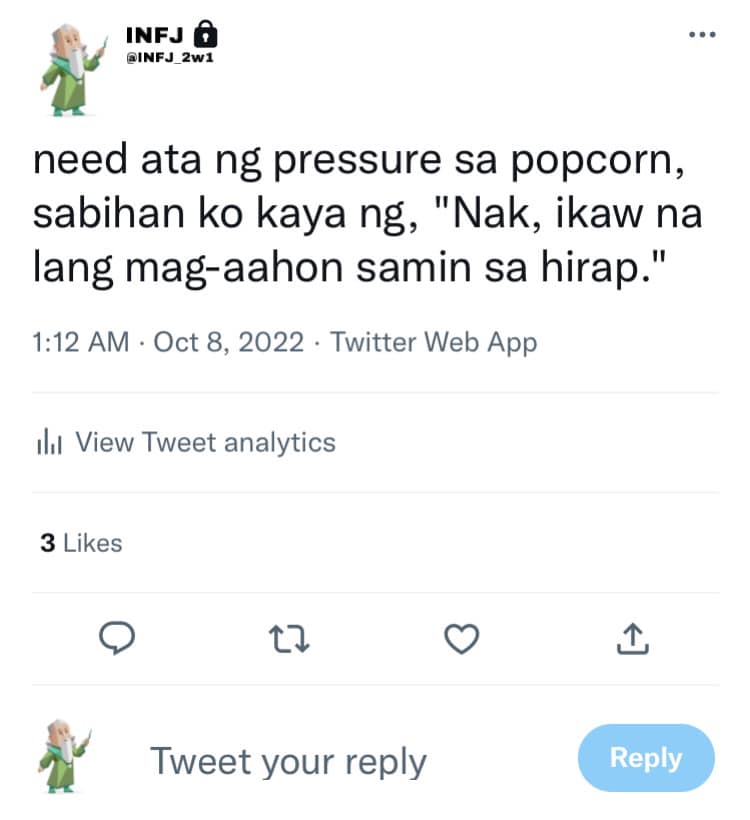 INFJ
@INFJ_2w1
need ata ng pressure sa popcorn,
sabihan ko kaya ng, "Nak, ikaw na
lang mag-aahon samin sa hirap."
1:12 AM · Oct 8, 2022 · Twitter Web App
View Tweet analytics
3 Likes
Tweet your reply
Reply